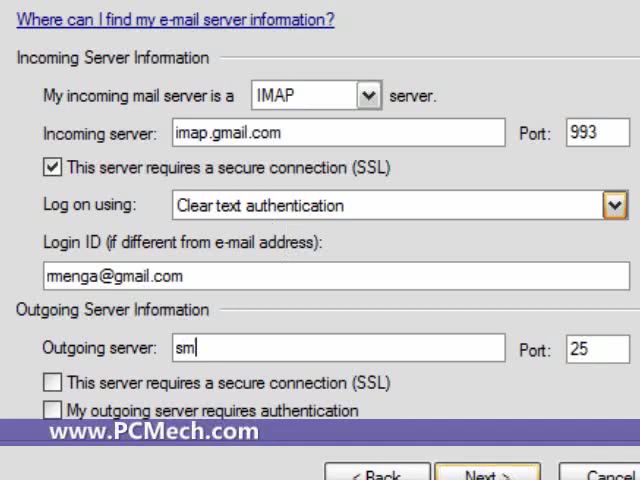 Where can I find my e-mail server information?
Incoming Server Information
My incoming mail server is a IMAP server.
Incoming server: imap.gmail.com Port: 993
This server requires a secure connection (SSL)
Log on using: Clear text authentication
Login ID (if different from e-mail address):
rmenga@gmail.com
Outgoing Server Information
Outgoing server: sm Port: 25
This server requires a secure connection (SSL)
My outgoing server requires authentication
www.PCMech.com
< Back Next > Cancel